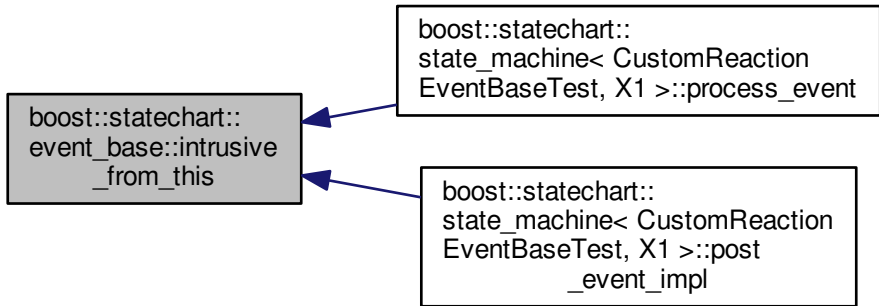 boost::statechart::
event_base::intrusive
_from_this
boost::statechart::
state_machine< CustomReaction
EventBaseTest, X1 >::process_event
boost::statechart::
state_machine< CustomReaction
EventBaseTest, X1 >::post
_event_impl